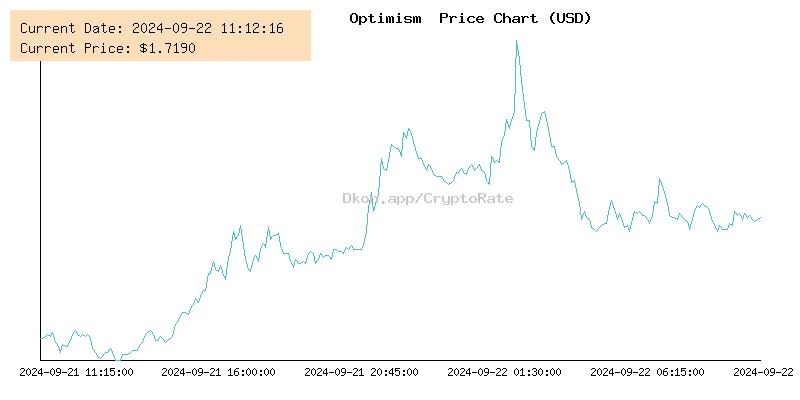 Optimism  Price Chart (USD)
Current Date: 2024-09-22 11:12:16
Current Price: $1.7190
Dkon.app/CryptoRate
2024-09-21 11:15:00 2024-09-21 16:00:00 2024-09-21 20:45:00 2024-09-22 01:30:00 2024-09-22 06:15:00 2024-09-22